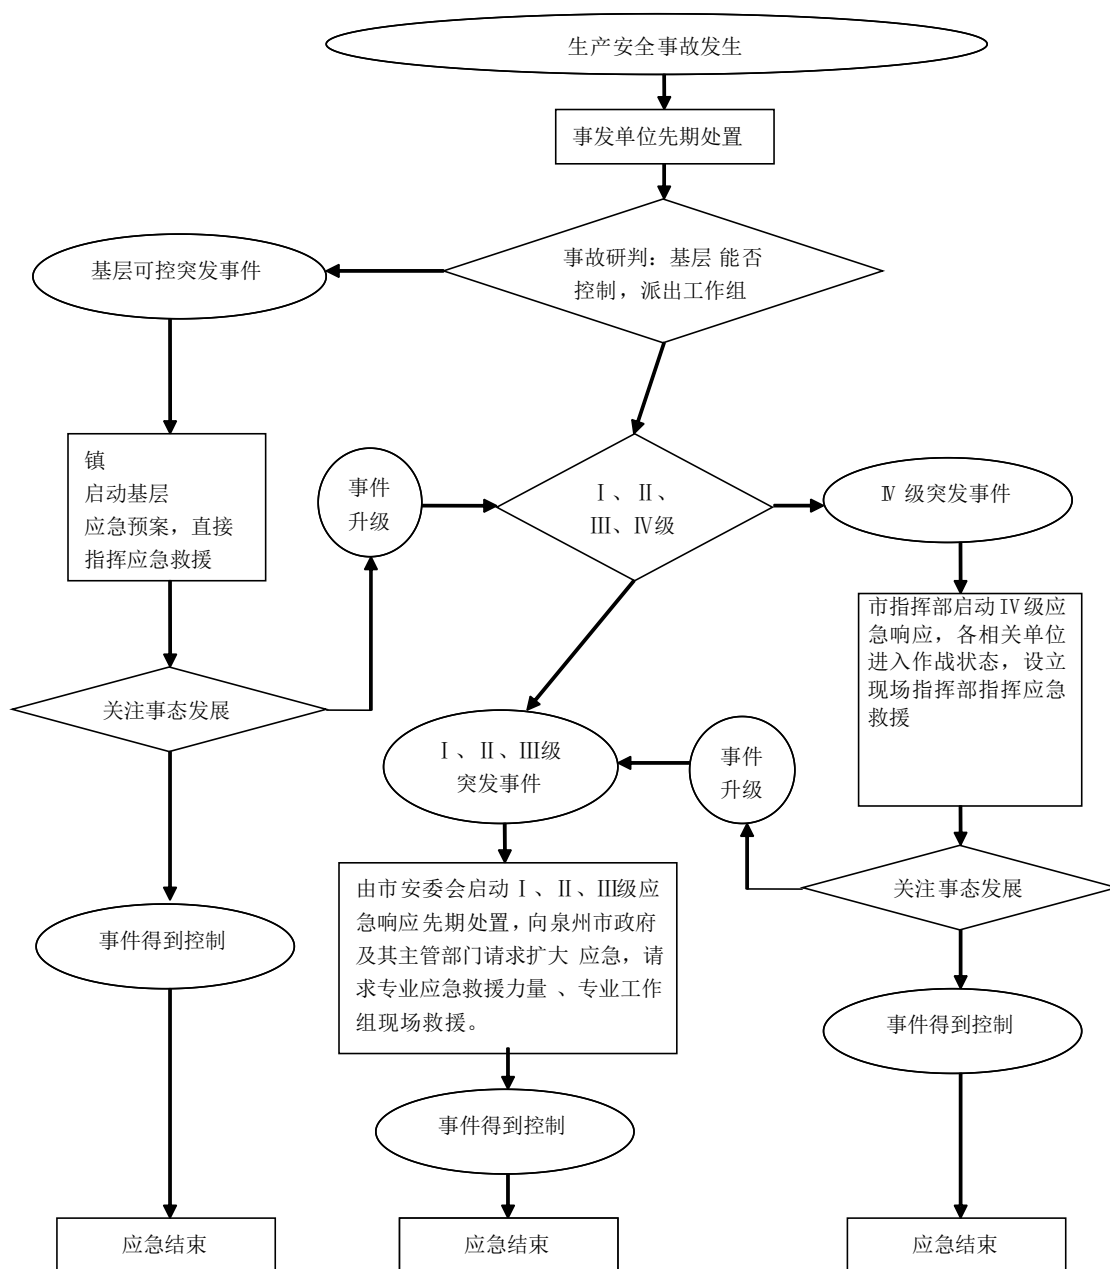 生产安全事故发生
事发单位先期处置
事故研判：基层 能否
控制，派出工作组
基层可控突发事件
镇
启动基层
应急预案，直接
指挥应急救援
事件
升级
Ⅰ、Ⅱ、
Ⅲ、Ⅳ级
Ⅳ 级突发事件
市指挥部启动Ⅳ级应
急响应，各相关单位
进入作战状态，设立
现场指挥部指挥应急
救援
关注事态发展
Ⅰ、Ⅱ、Ⅲ级
突发事件
事件
升级
由市安委会启动Ⅰ、Ⅱ、Ⅲ级应
急响应先期处置，向泉州市政府
及其主管部门请求扩大 应急，请
求专业应急救援力量 、专业工作
组现场救援。
关注事态发展
事件得到控制
事件得到控制
事件得到控制
应急结束
应急结束
应急结束